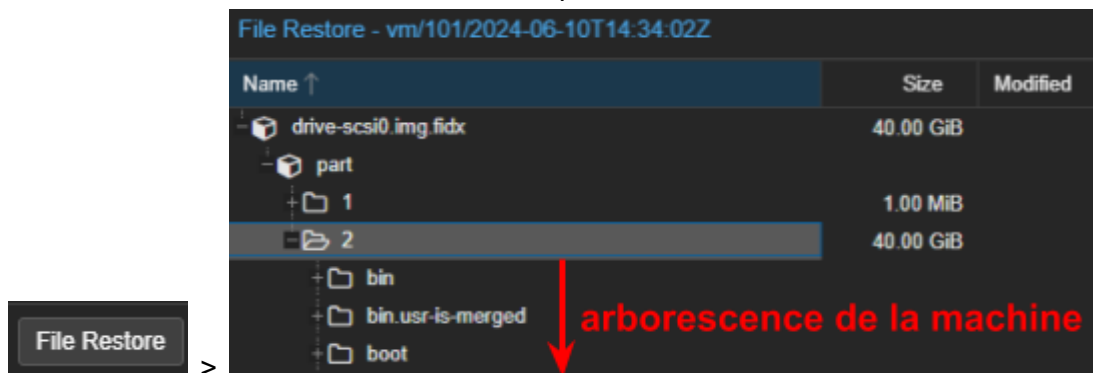 File Restore - vm/101/2024-06-10T14:34:02Z
Name ↑ Size Modified
drive-scsi0.img.fidx 40.00 GiB
part
1 1.00 MiB
2 40.00 GiB
bin
bin.usr-is-merged
boot
arborescence de la machine
File Restore >